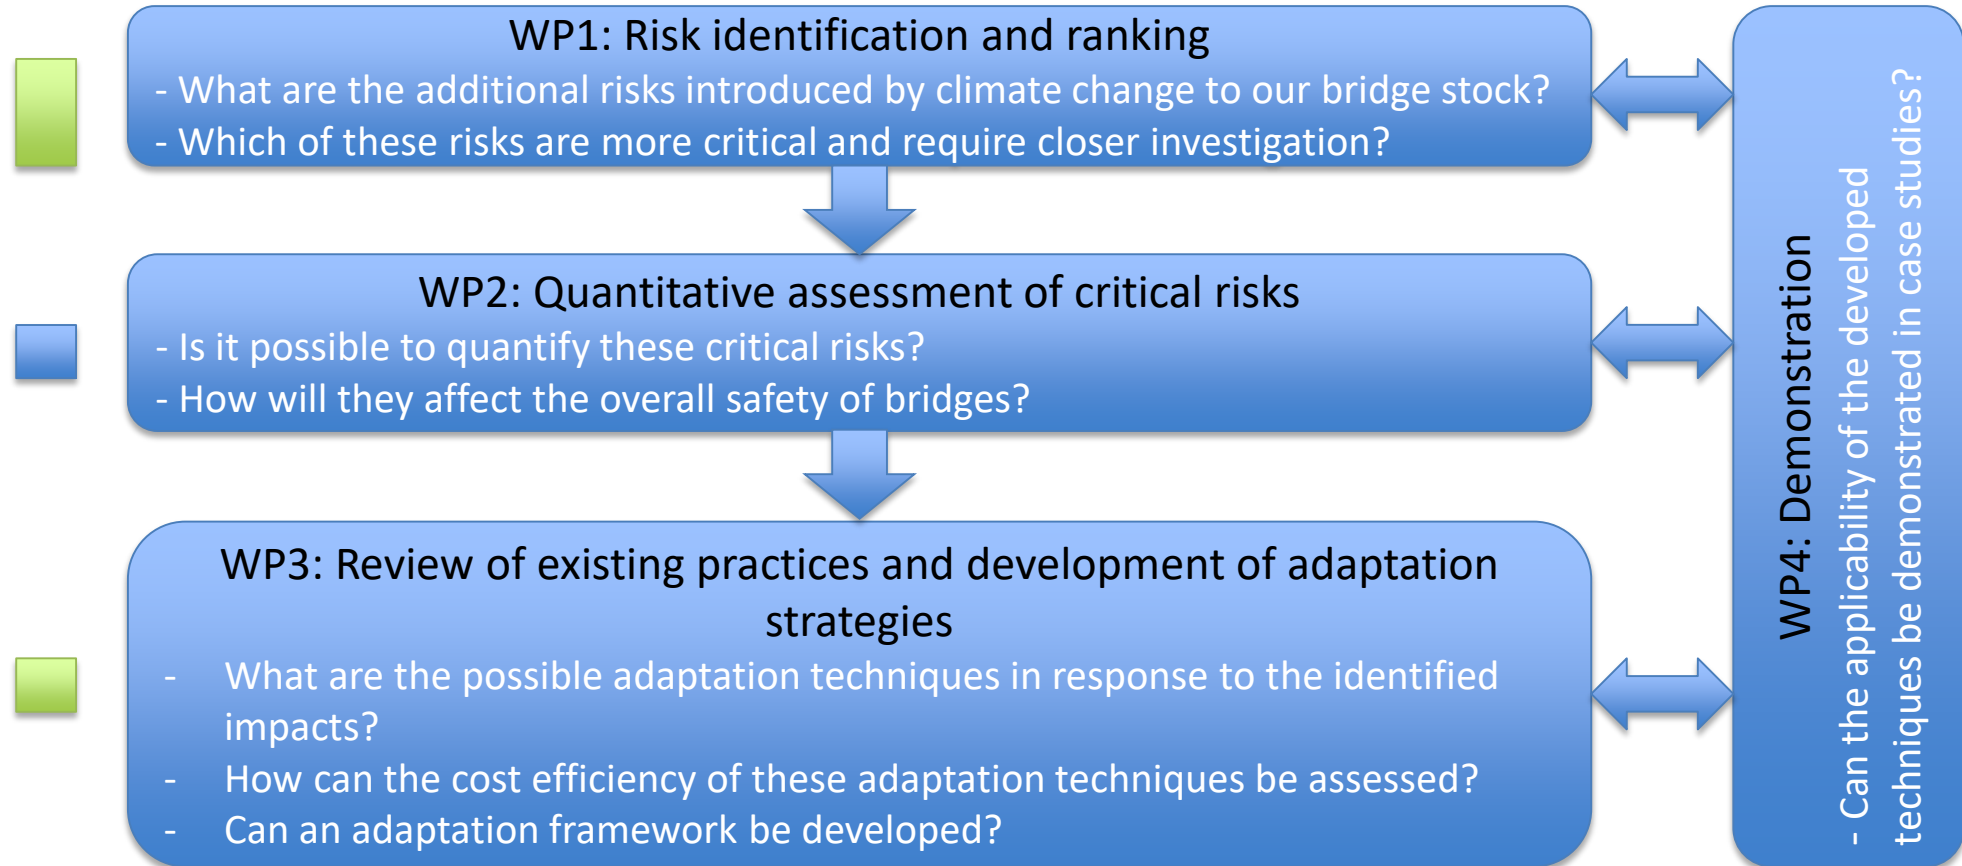 WP1: Risk identification and ranking
- What are the additional risks introduced by climate change to our bridge stock?
- Which of these risks are more critical and require closer investigation?
WP2: Quantitative assessment of critical risks
- Is it possible to quantify these critical risks?
- How will they affect the overall safety of bridges?
WP3: Review of existing practices and development of adaptation
strategies
- What are the possible adaptation techniques in response to the identified
impacts?
- How can the cost efficiency of these adaptation techniques be assessed?
- Can an adaptation framework be developed?
WP4: Demonstration
- Can the applicability of the developed
techniques be demonstrated in case studies?